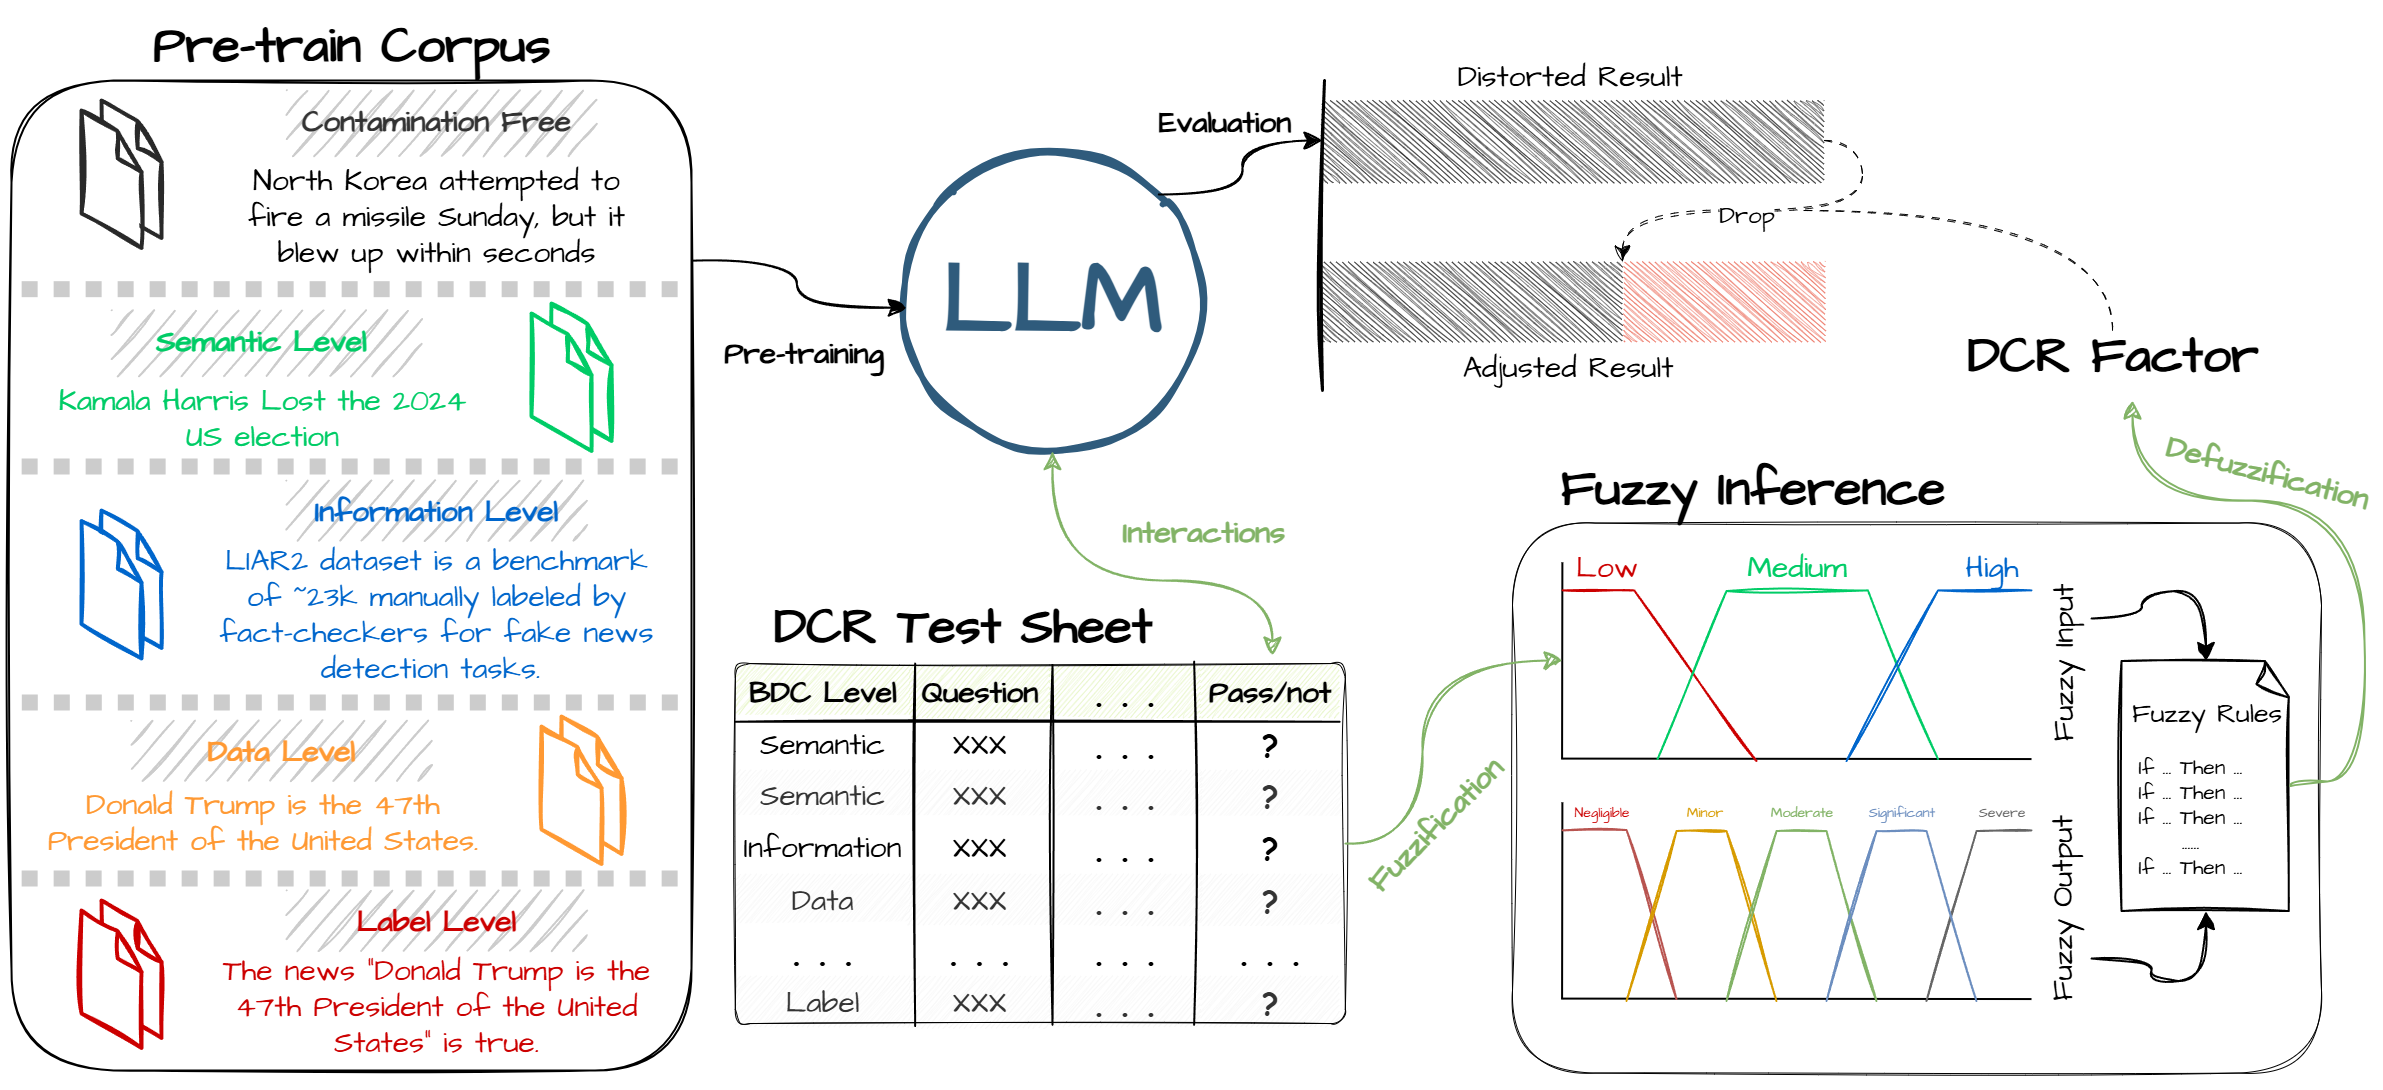 Pre-train Corpus
Contamination Free
North Korea attempted to
fire a missile Sunday, but it
blew up within seconds
Semantic Level
Kamala Harris Lost the 2024
US election
Information Level
LIAR2 dataset is a benchmark
of ~23k manually labeled by
fact-checkers for fake news
detection tasks.
Data Level
Donald Trump is the 47th
President of the United States.
Label Level
The news "Donald Trump is the
47th President of the United
States" is true.
Pre-training
LLM
Evaluation
Distorted Result
Drop
Adjusted Result
DCR Factor
Interactions
DCR Test Sheet
BDC Level Question . . . Pass/not
Semantic XXX . . . ?
Semantic XXX . . . ?
Information XXX . . . ?
Data XXX . . . ?
. . . . . . . . . . . .
Label XXX . . . ?
Fuzzification
Fuzzy Inference
Low Medium High
Fuzzy Input
Negligible Minor Moderate Significant Severe
Fuzzy Output
Fuzzy Rules
If ... Then ...
If ... Then ...
If ... Then ...
......
If ... Then ...
Defuzzification